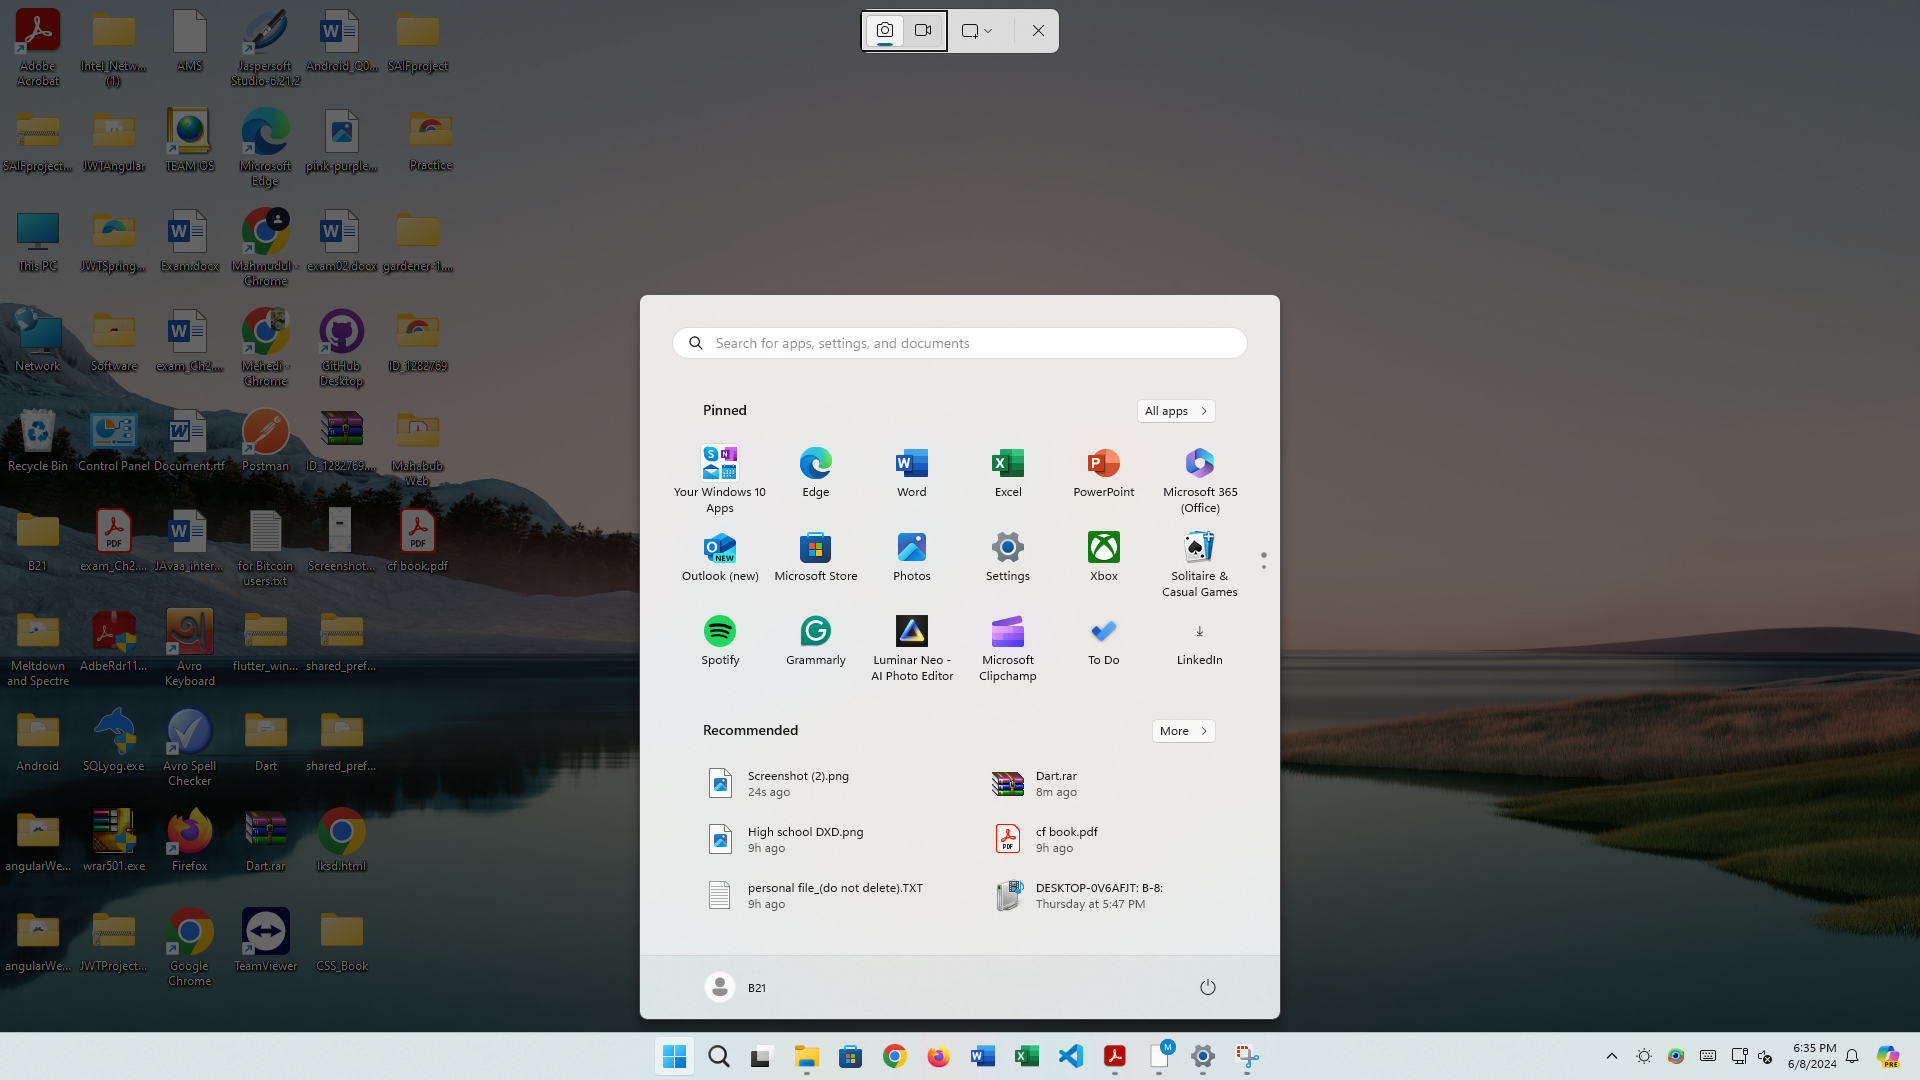 Adobe
Acrobat
Intel_Netw...
(1)
AMS
Jaspersoft
Studio-6.21.2
Android_Q0...
SAIFproject
SAIFproject...
JWTAngular
TEAM OS
Microsoft
Edge
pink-purple...
Practice
This PC
JWTSpring...
Exam.docx
Mahmudul -
Chrome
exam02.docx
gardener-1....
Network
Software
exam_Ch2....
Mehedi -
Chrome
GitHub
Desktop
ID_1282769
Recycle Bin
Control Panel
Document.rtf
Postman
ID_1282769....
Mahabub
Web
B21
exam_Ch2....
JAvaa_inter...
for Bitcoin
users.txt
Screenshot...
cf book.pdf
Meltdown
and Spectre
AdbeRdr11...
Avro
Keyboard
flutter_win...
shared_pref...
Android
SQLyog.exe
Avro Spell
Checker
Dart
shared_pref...
angularWe...
wrar501.exe
Firefox
Dart.rar
lksd.html
angularWe...
JWTProject...
Google
Chrome
TeamViewer
CSS_Book
Search for apps, settings, and documents
Pinned
All apps
Your Windows 10
Apps
Edge
Word
Excel
PowerPoint
Microsoft 365
(Office)
Outlook (new)
Microsoft Store
Photos
Settings
Xbox
Solitaire &
Casual Games
Spotify
Grammarly
Luminar Neo -
AI Photo Editor
Microsoft
Clipchamp
To Do
LinkedIn
Recommended
More
Screenshot (2).png
24s ago
Dart.rar
8m ago
High school DXD.png
9h ago
cf book.pdf
9h ago
personal file_(do not delete).TXT
9h ago
DESKTOP-0V6AFJT: B-8:
Thursday at 5:47 PM
B21
6:35 PM
6/8/2024